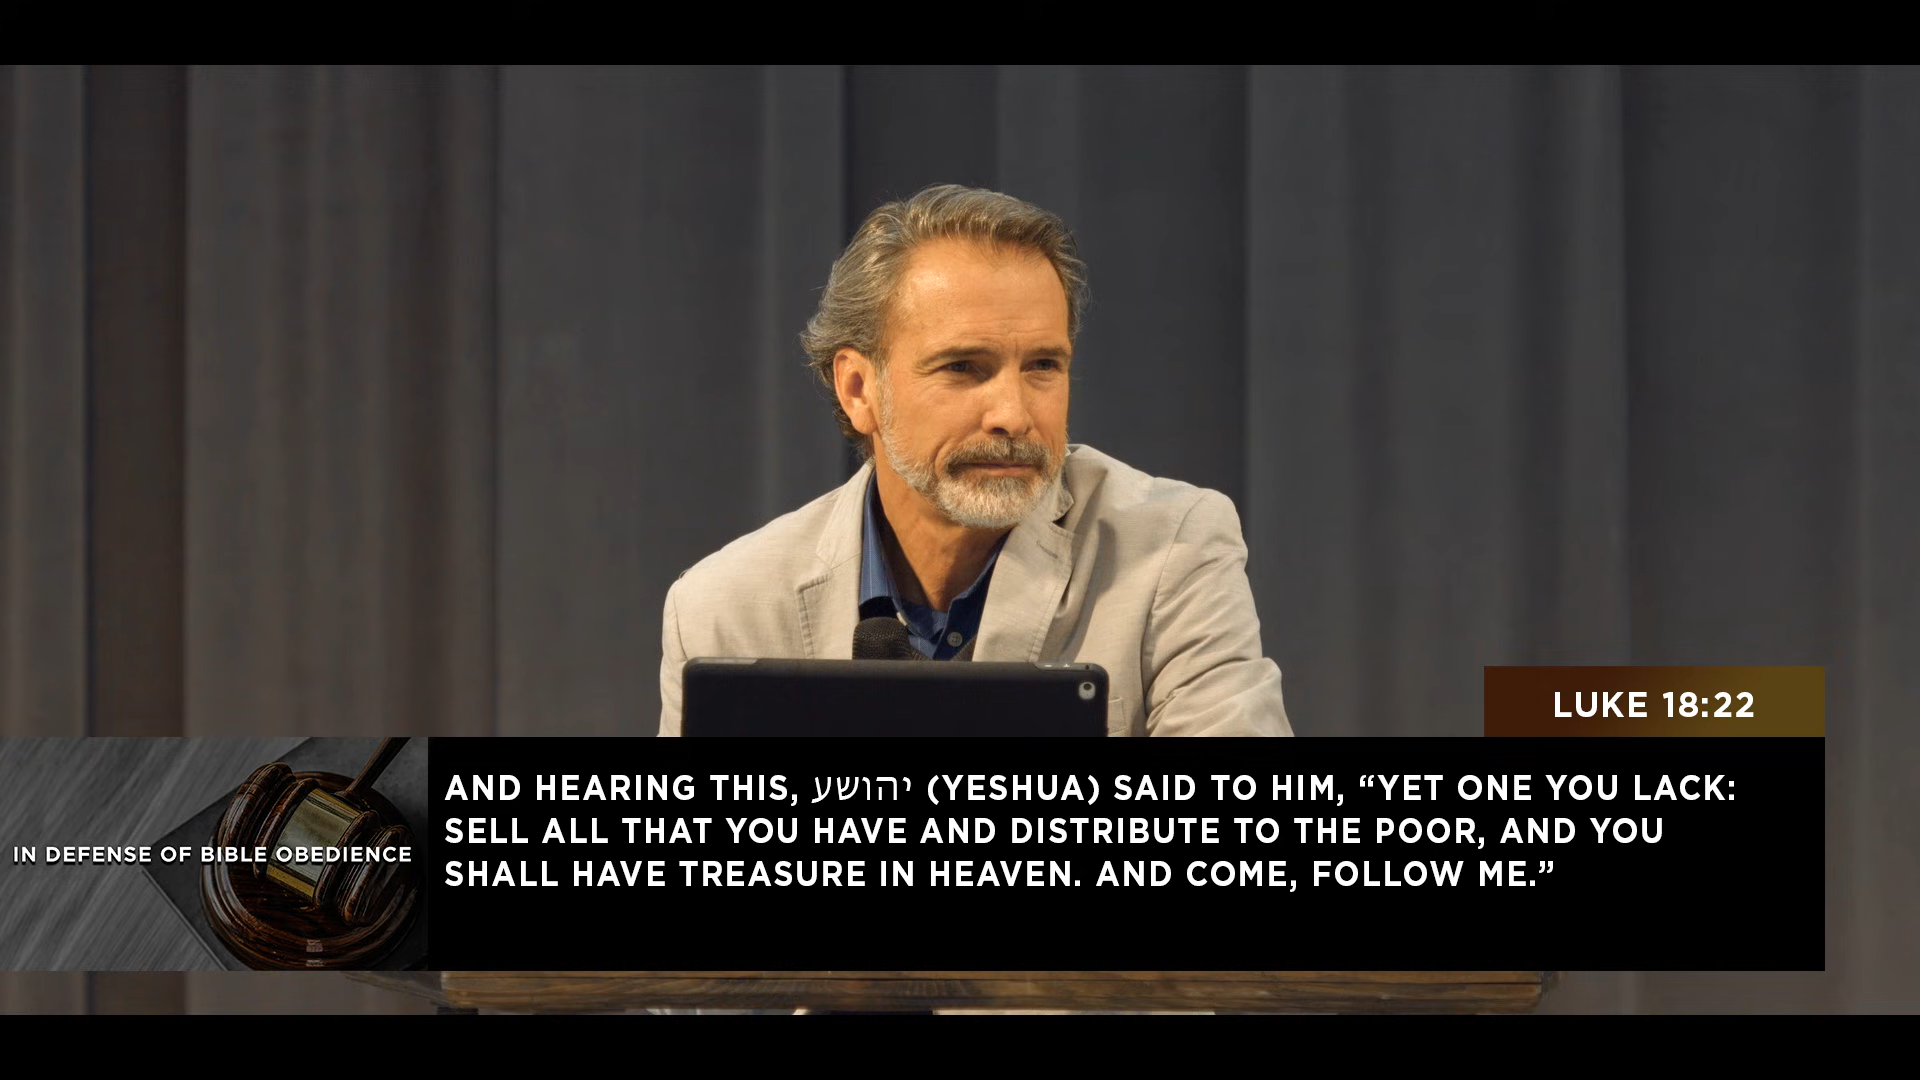 LUKE 18:22
AND HEARING THIS, יהושע (YESHUA) SAID TO HIM, “YET ONE YOU LACK:
SELL ALL THAT YOU HAVE AND DISTRIBUTE TO THE POOR, AND YOU
SHALL HAVE TREASURE IN HEAVEN. AND COME, FOLLOW ME.”
IN DEFENSE OF BIBLE OBEDIENCE